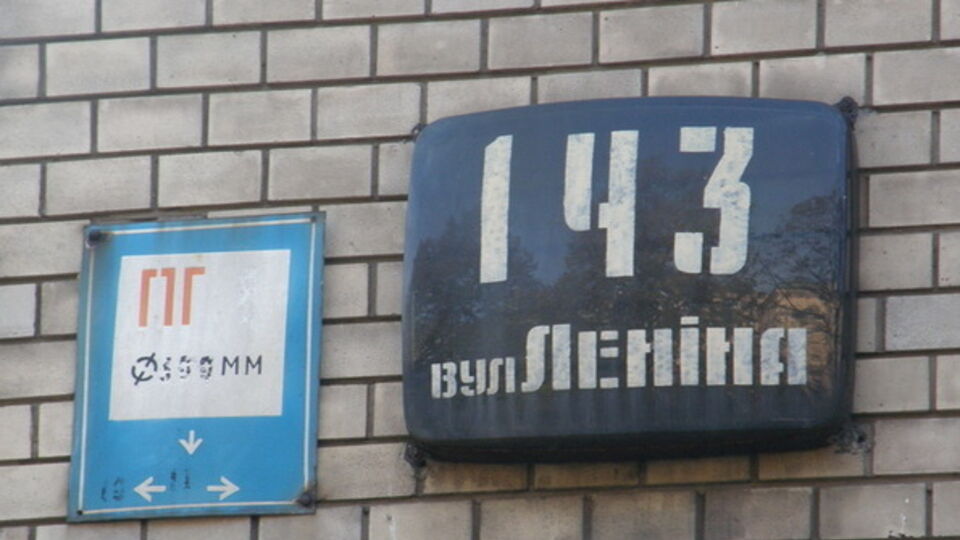 143
вул Леніна
ПГ
мм